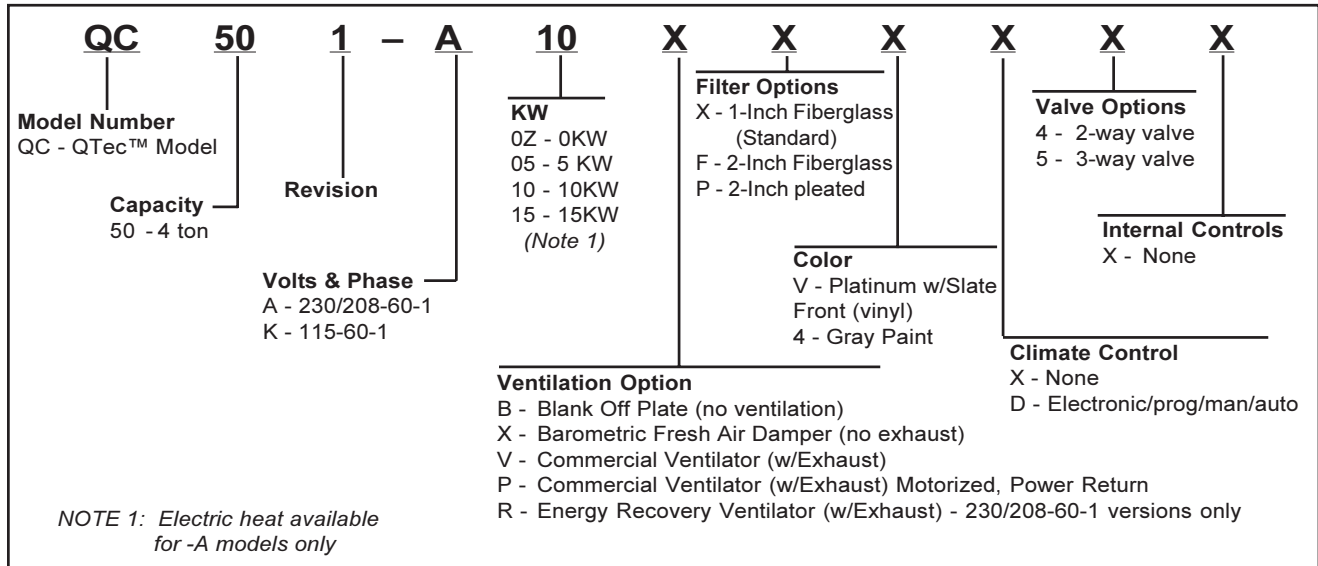 QC 50 1 – A 10 X X X X X X
Model Number
QC - QTec™ Model
Capacity
50 - 4 ton
Revision
Volts & Phase
A - 230/208-60-1
K - 115-60-1
KW
0Z - 0KW
05 - 5 KW
10 - 10KW
15 - 15KW
(Note 1)
Filter Options
X - 1-Inch Fiberglass
(Standard)
F - 2-Inch Fiberglass
P - 2-Inch pleated
Valve Options
4 - 2-way valve
5 - 3-way valve
Internal Controls
X - None
Color
V - Platinum w/Slate
Front (vinyl)
4 - Gray Paint
Climate Control
X - None
D - Electronic/prog/man/auto
Ventilation Option
B - Blank Off Plate (no ventilation)
X - Barometric Fresh Air Damper (no exhaust)
V - Commercial Ventilator (w/Exhaust)
P - Commercial Ventilator (w/Exhaust) Motorized, Power Return
R - Energy Recovery Ventilator (w/Exhaust) - 230/208-60-1 versions only
NOTE 1: Electric heat available
for -A models only